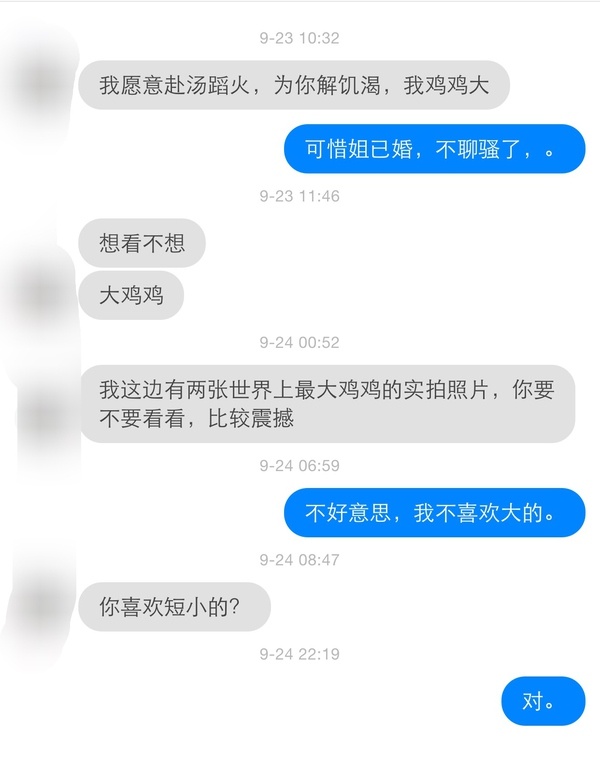 9-23 10:32
我愿意赴汤蹈火，为你解饥渴，我鸡鸡大
可惜姐已婚，不聊骚了，。
9-23 11:46
想看不想
大鸡鸡
9-24 00:52
我这边有两张世界上最大鸡鸡的实拍照片，你要
不要看看，比较震撼
9-24 06:59
不好意思，我不喜欢大的。
9-24 08:47
你喜欢短小的？
9-24 22:19
对。